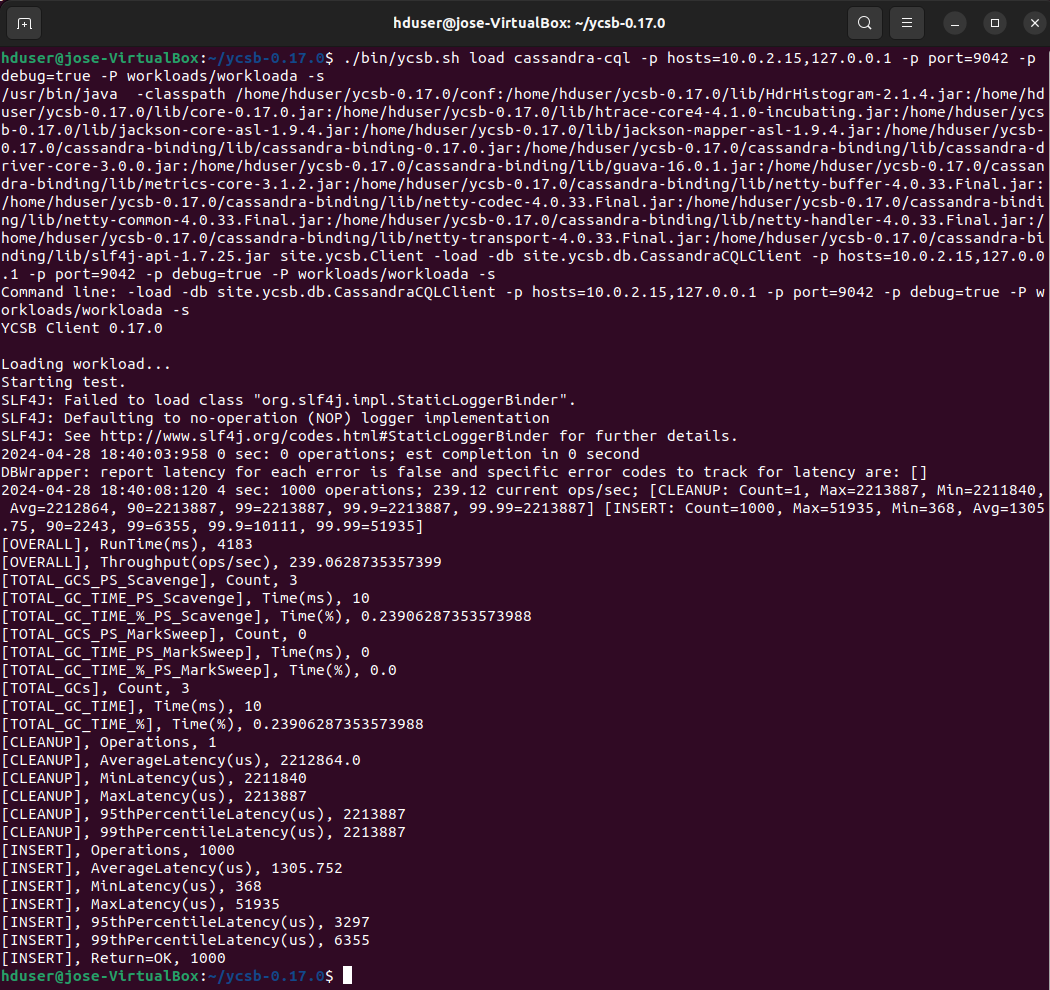 hduser@jose-VirtualBox: ~/ycsb-0.17.0
hduser@jose-VirtualBox:~/ycsb-0.17.0$ ./bin/ycsb.sh load cassandra-cql -p hosts=10.0.2.15,127.0.0.1 -p port=9042 -p
debug=true -P workloads/workloada -s
/usr/bin/java  -classpath /home/hduser/ycsb-0.17.0/conf:/home/hduser/ycsb-0.17.0/lib/HdrHistogram-2.1.4.jar:/home/hd
user/ycsb-0.17.0/lib/core-0.17.0.jar:/home/hduser/ycsb-0.17.0/lib/htrace-core4-4.1.0-incubating.jar:/home/hduser/ycs
b-0.17.0/lib/jackson-core-asl-1.9.4.jar:/home/hduser/ycsb-0.17.0/lib/jackson-mapper-asl-1.9.4.jar:/home/hduser/ycsb-
0.17.0/cassandra-binding/lib/cassandra-binding-0.17.0.jar:/home/hduser/ycsb-0.17.0/cassandra-binding/lib/cassandra-d
river-core-3.0.0.jar:/home/hduser/ycsb-0.17.0/cassandra-binding/lib/guava-16.0.1.jar:/home/hduser/ycsb-0.17.0/cassan
dra-binding/lib/metrics-core-3.1.2.jar:/home/hduser/ycsb-0.17.0/cassandra-binding/lib/netty-buffer-4.0.33.Final.jar:
/home/hduser/ycsb-0.17.0/cassandra-binding/lib/netty-codec-4.0.33.Final.jar:/home/hduser/ycsb-0.17.0/cassandra-bindi
ng/lib/netty-common-4.0.33.Final.jar:/home/hduser/ycsb-0.17.0/cassandra-binding/lib/netty-handler-4.0.33.Final.jar:/
home/hduser/ycsb-0.17.0/cassandra-binding/lib/netty-transport-4.0.33.Final.jar:/home/hduser/ycsb-0.17.0/cassandra-bi
nding/lib/slf4j-api-1.7.25.jar site.ycsb.Client -load -db site.ycsb.db.CassandraCQLClient -p hosts=10.0.2.15,127.0.0
.1 -p port=9042 -p debug=true -P workloads/workloada -s
Command line: -load -db site.ycsb.db.CassandraCQLClient -p hosts=10.0.2.15,127.0.0.1 -p port=9042 -p debug=true -P w
orkloads/workloada -s
YCSB Client 0.17.0

Loading workload...
Starting test.
SLF4J: Failed to load class "org.slf4j.impl.StaticLoggerBinder".
SLF4J: Defaulting to no-operation (NOP) logger implementation
SLF4J: See http://www.slf4j.org/codes.html#StaticLoggerBinder for further details.
2024-04-28 18:40:03:958 0 sec: 0 operations; est completion in 0 second
DBWrapper: report latency for each error is false and specific error codes to track for latency are: []
2024-04-28 18:40:08:120 4 sec: 1000 operations; 239.12 current ops/sec; [CLEANUP: Count=1, Max=2213887, Min=2211840,
 Avg=2212864, 90=2213887, 99=2213887, 99.9=2213887, 99.99=2213887] [INSERT: Count=1000, Max=51935, Min=368, Avg=1305
.75, 90=2243, 99=6355, 99.9=10111, 99.99=51935]
[OVERALL], RunTime(ms), 4183
[OVERALL], Throughput(ops/sec), 239.0628735357399
[TOTAL_GCS_PS_Scavenge], Count, 3
[TOTAL_GC_TIME_PS_Scavenge], Time(ms), 10
[TOTAL_GC_TIME_%_PS_Scavenge], Time(%), 0.23906287353573988
[TOTAL_GCS_PS_MarkSweep], Count, 0
[TOTAL_GC_TIME_PS_MarkSweep], Time(ms), 0
[TOTAL_GC_TIME_%_PS_MarkSweep], Time(%), 0.0
[TOTAL_GCs], Count, 3
[TOTAL_GC_TIME], Time(ms), 10
[TOTAL_GC_TIME_%], Time(%), 0.23906287353573988
[CLEANUP], Operations, 1
[CLEANUP], AverageLatency(us), 2212864.0
[CLEANUP], MinLatency(us), 2211840
[CLEANUP], MaxLatency(us), 2213887
[CLEANUP], 95thPercentileLatency(us), 2213887
[CLEANUP], 99thPercentileLatency(us), 2213887
[INSERT], Operations, 1000
[INSERT], AverageLatency(us), 1305.752
[INSERT], MinLatency(us), 368
[INSERT], MaxLatency(us), 51935
[INSERT], 95thPercentileLatency(us), 3297
[INSERT], 99thPercentileLatency(us), 6355
[INSERT], Return=OK, 1000
hduser@jose-VirtualBox:~/ycsb-0.17.0$